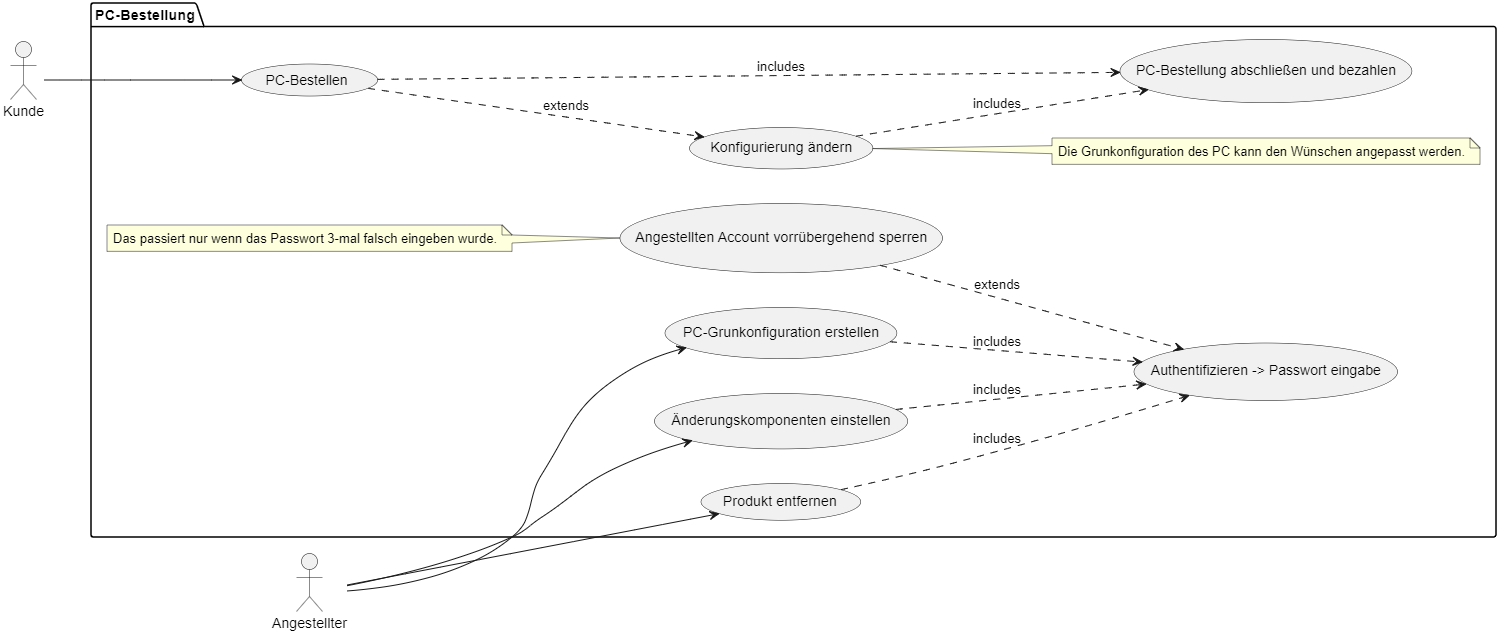 PC-Bestellung
Kunde
PC-Bestellen
includes
PC-Bestellung abschließen und bezahlen
extends
includes
Konfigurierung ändern
Die Grunkonfiguration des PC kann den Wünschen angepasst werden.
Das passiert nur wenn das Passwort 3-mal falsch eingeben wurde.
Angestellten Account vorrübergehend sperren
extends
PC-Grunkonfiguration erstellen
includes
Authentifizieren -> Passwort eingabe
includes
Änderungskomponenten einstellen
includes
Produkt entfernen
Angestellter